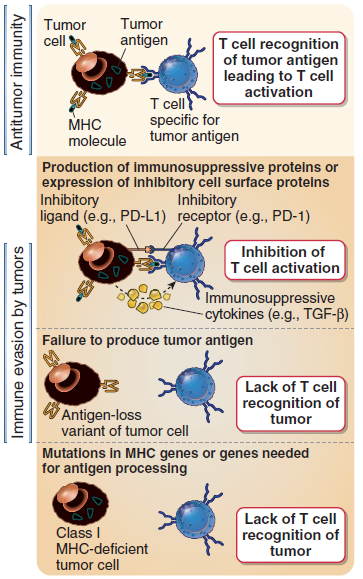 Antitumor immunity
Tumor
cell
Tumor
antigen
MHC
molecule
T cell
specific for
tumor antigen
T cell recognition
of tumor antigen
leading to T cell
activation
Immune evasion by tumors
Production of immunosuppressive proteins or
expression of inhibitory cell surface proteins
Inhibitory
ligand (e.g., PD-L1)
Inhibitory
receptor (e.g., PD-1)
Inhibition of
T cell activation
Immunosuppressive
cytokines (e.g., TGF-β)
Failure to produce tumor antigen
Antigen-loss
variant of tumor cell
Lack of T cell
recognition of
tumor
Mutations in MHC genes or genes needed
for antigen processing
Class I
MHC-deficient
tumor cell
Lack of T cell
recognition of
tumor